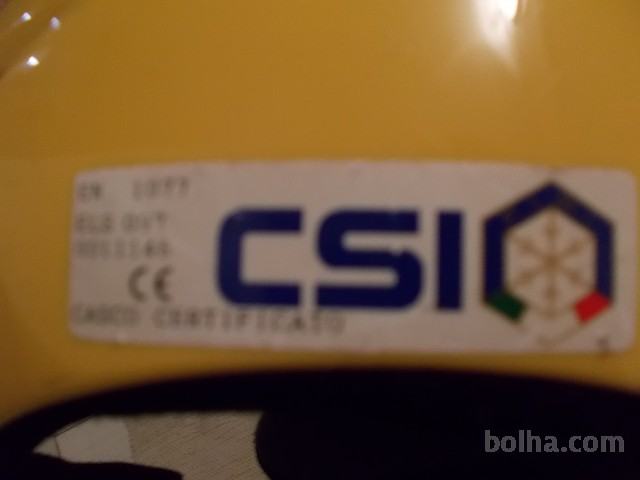 EN 1077
CE
CASCO CERTIFICATO
CSI
bolha.com